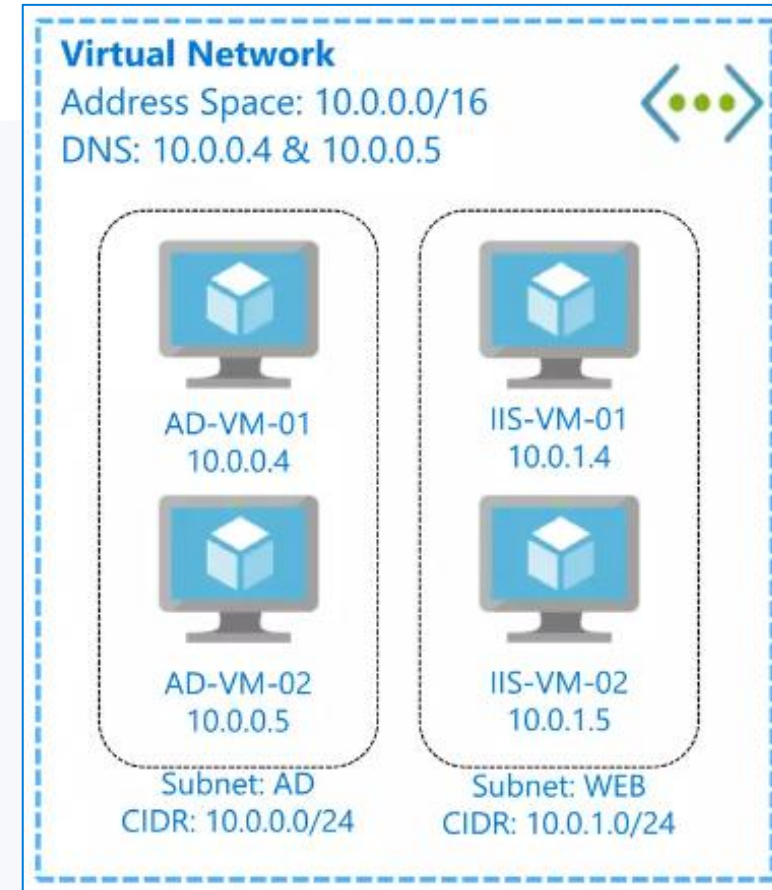 Virtual Network
Address Space: 10.0.0.0/16
DNS: 10.0.0.4 & 10.0.0.5
AD-VM-01
10.0.0.4
AD-VM-02
10.0.0.5
Subnet: AD
CIDR: 10.0.0.0/24
IIS-VM-01
10.0.1.4
IIS-VM-02
10.0.1.5
Subnet: WEB
CIDR: 10.0.1.0/24